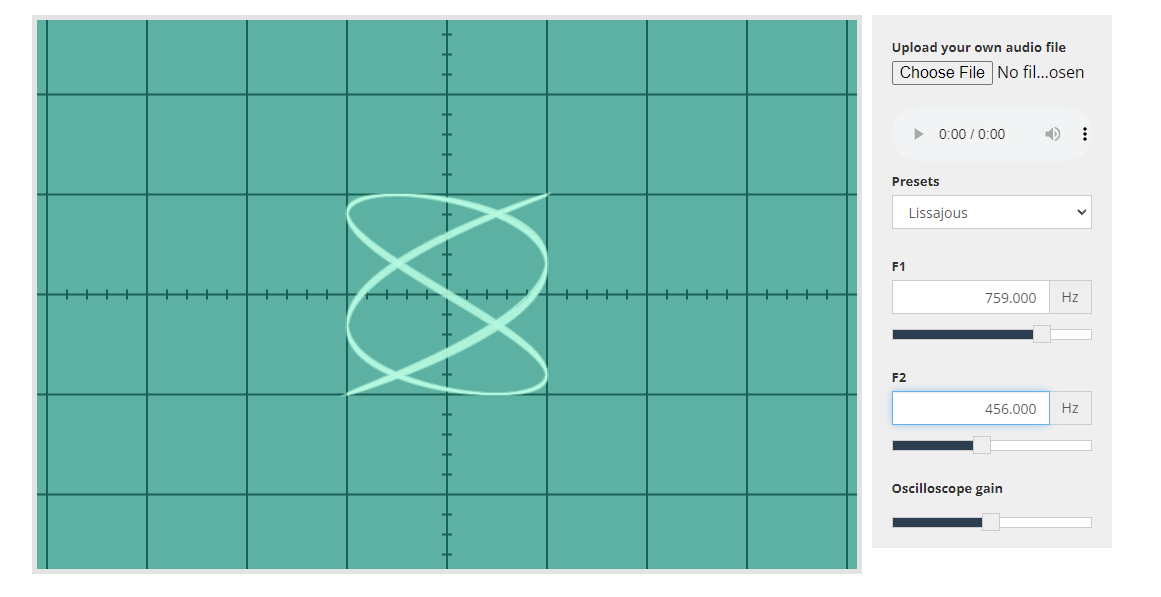 Upload your own audio file
Choose File No fil...osen
0:00 / 0:00
Presets
Lissajous
F1
759.000 Hz
F2
456.000 Hz
Oscilloscope gain